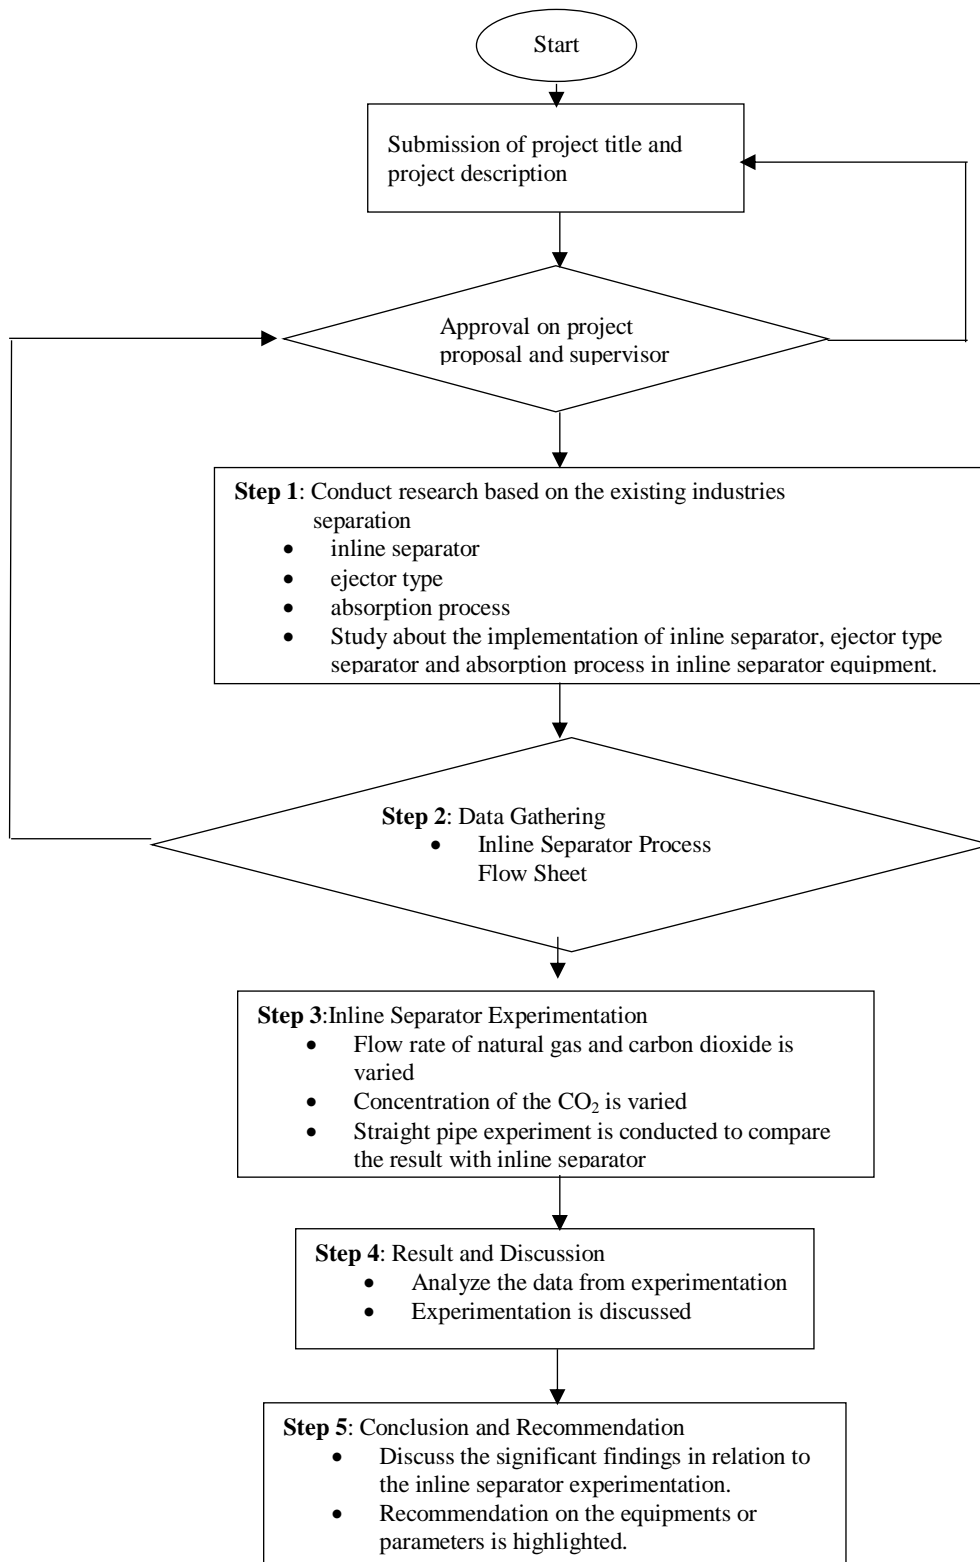 Start
Submission of project title and
project description
Approval on project
proposal and supervisor
Step 1: Conduct research based on the existing industries
separation
• inline separator
• ejector type
• absorption process
• Study about the implementation of inline separator, ejector type
separator and absorption process in inline separator equipment.
Step 2: Data Gathering
• Inline Separator Process
Flow Sheet
Step 3:Inline Separator Experimentation
• Flow rate of natural gas and carbon dioxide is
varied
• Concentration of the CO₂ is varied
• Straight pipe experiment is conducted to compare
the result with inline separator
Step 4: Result and Discussion
• Analyze the data from experimentation
• Experimentation is discussed
Step 5: Conclusion and Recommendation
• Discuss the significant findings in relation to
the inline separator experimentation.
• Recommendation on the equipments or
parameters is highlighted.